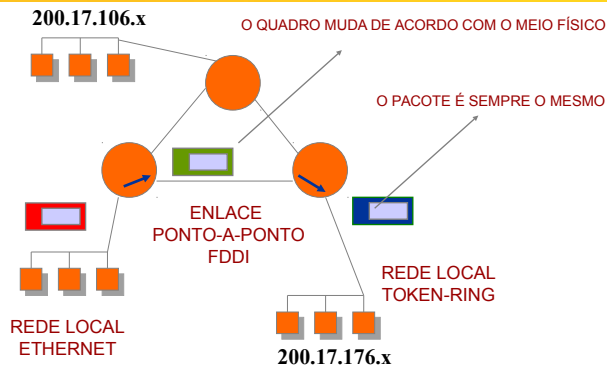 200.17.106.x
O QUADRO MUDA DE ACORDO COM O MEIO FÍSICO
O PACOTE É SEMPRE O MESMO
ENLACE
PONTO-A-PONTO
FDDI
REDE LOCAL
TOKEN-RING
REDE LOCAL
ETHERNET
200.17.176.x